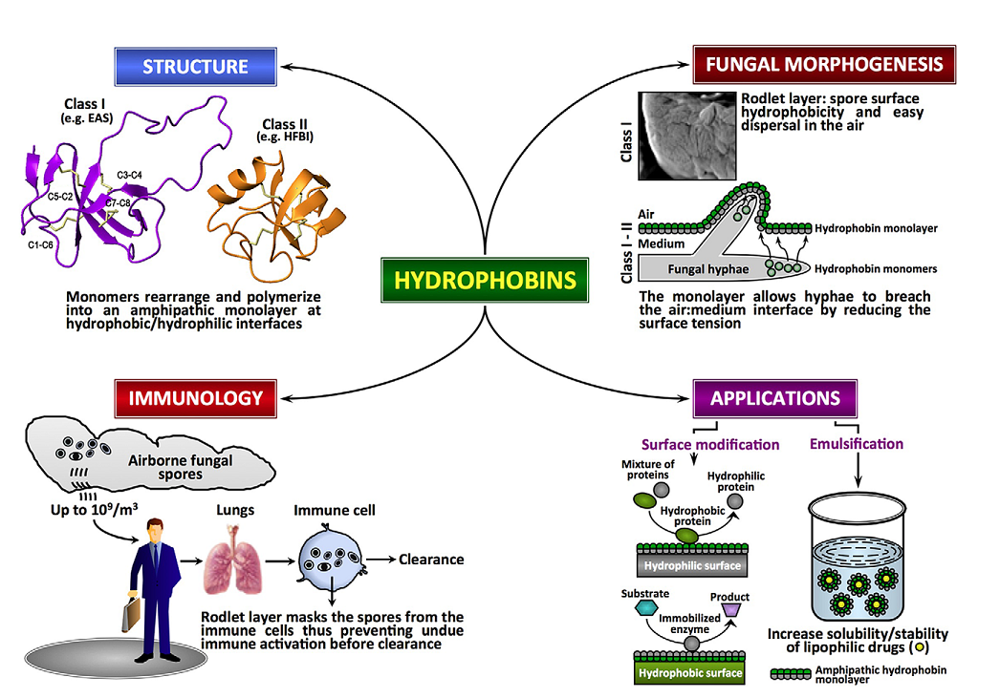 STRUCTURE
Class I
(e.g. EAS)
Class II
(e.g. HFBI)
C3-C4
C5-C2
C7-C8
C1-C6
Monomers rearrange and polymerize
into an amphipathic monolayer at
hydrophobic/hydrophilic interfaces
FUNGAL MORPHOGENESIS
Class I
Rodlet layer: spore surface
hydrophobicity and easy
dispersal in the air
Class I - II
Air
Medium
Hydrophobin monolayer
Fungal hyphae
Hydrophobin monomers
The monolayer allows hyphae to breach
the air:medium interface by reducing the
surface tension
HYDROPHOBINS
IMMUNOLOGY
Airborne fungal
spores
Up to 10⁹/m³
Lungs
Immune cell
Clearance
Rodlet layer masks the spores from the
immune cells thus preventing undue
immune activation before clearance
APPLICATIONS
Surface modification
Emulsification
Mixture of
proteins
Hydrophilic
protein
Hydrophobic
protein
Hydrophilic surface
Substrate
Product
Immobilized
enzyme
Hydrophobic surface
Increase solubility/stability
of lipophilic drugs ( )
Amphipathic hydrophobin
monolayer